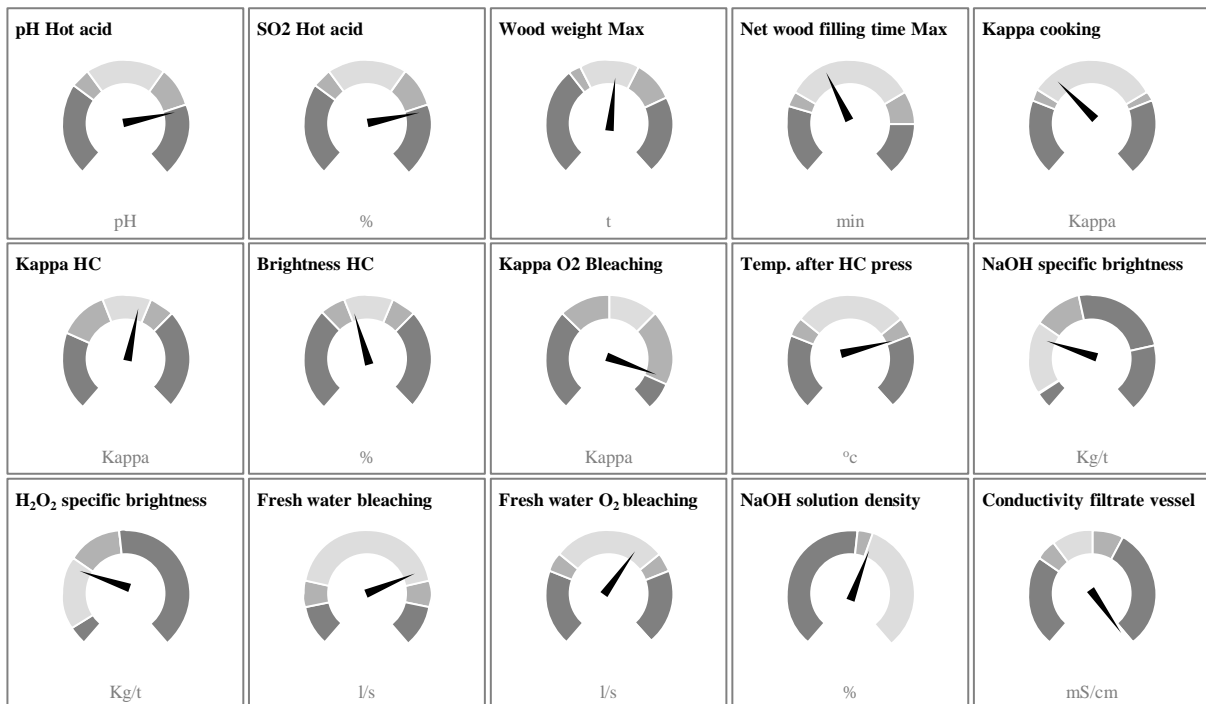 pH Hot acid
SO2 Hot acid
Wood weight Max
Net wood filling time Max
Kappa cooking
pH
%
t
min
Kappa
Kappa HC
Brightness HC
Kappa O2 Bleaching
Temp. after HC press
NaOH specific brightness
Kappa
%
Kappa
ºc
Kg/t
H₂O₂ specific brightness
Fresh water bleaching
Fresh water O₂ bleaching
NaOH solution density
Conductivity filtrate vessel
Kg/t
l/s
l/s
%
mS/cm